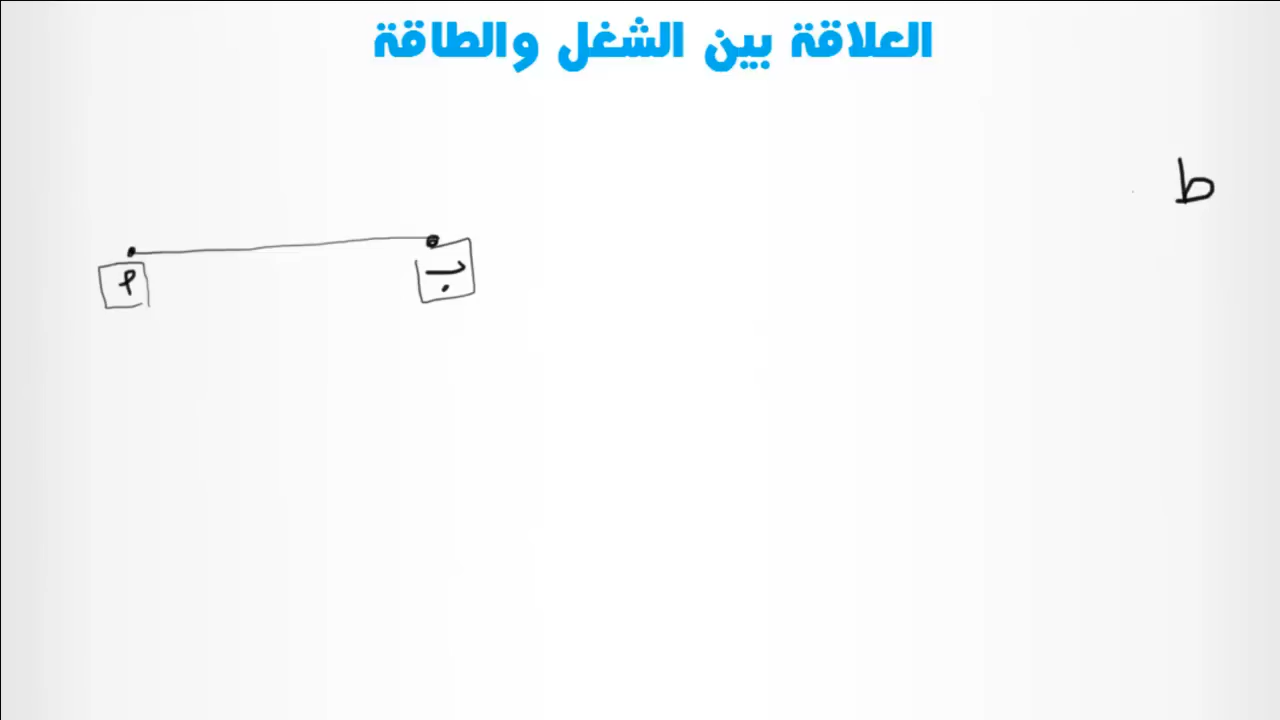 العلاقة بين الشغل والطاقة
ط
ب
م